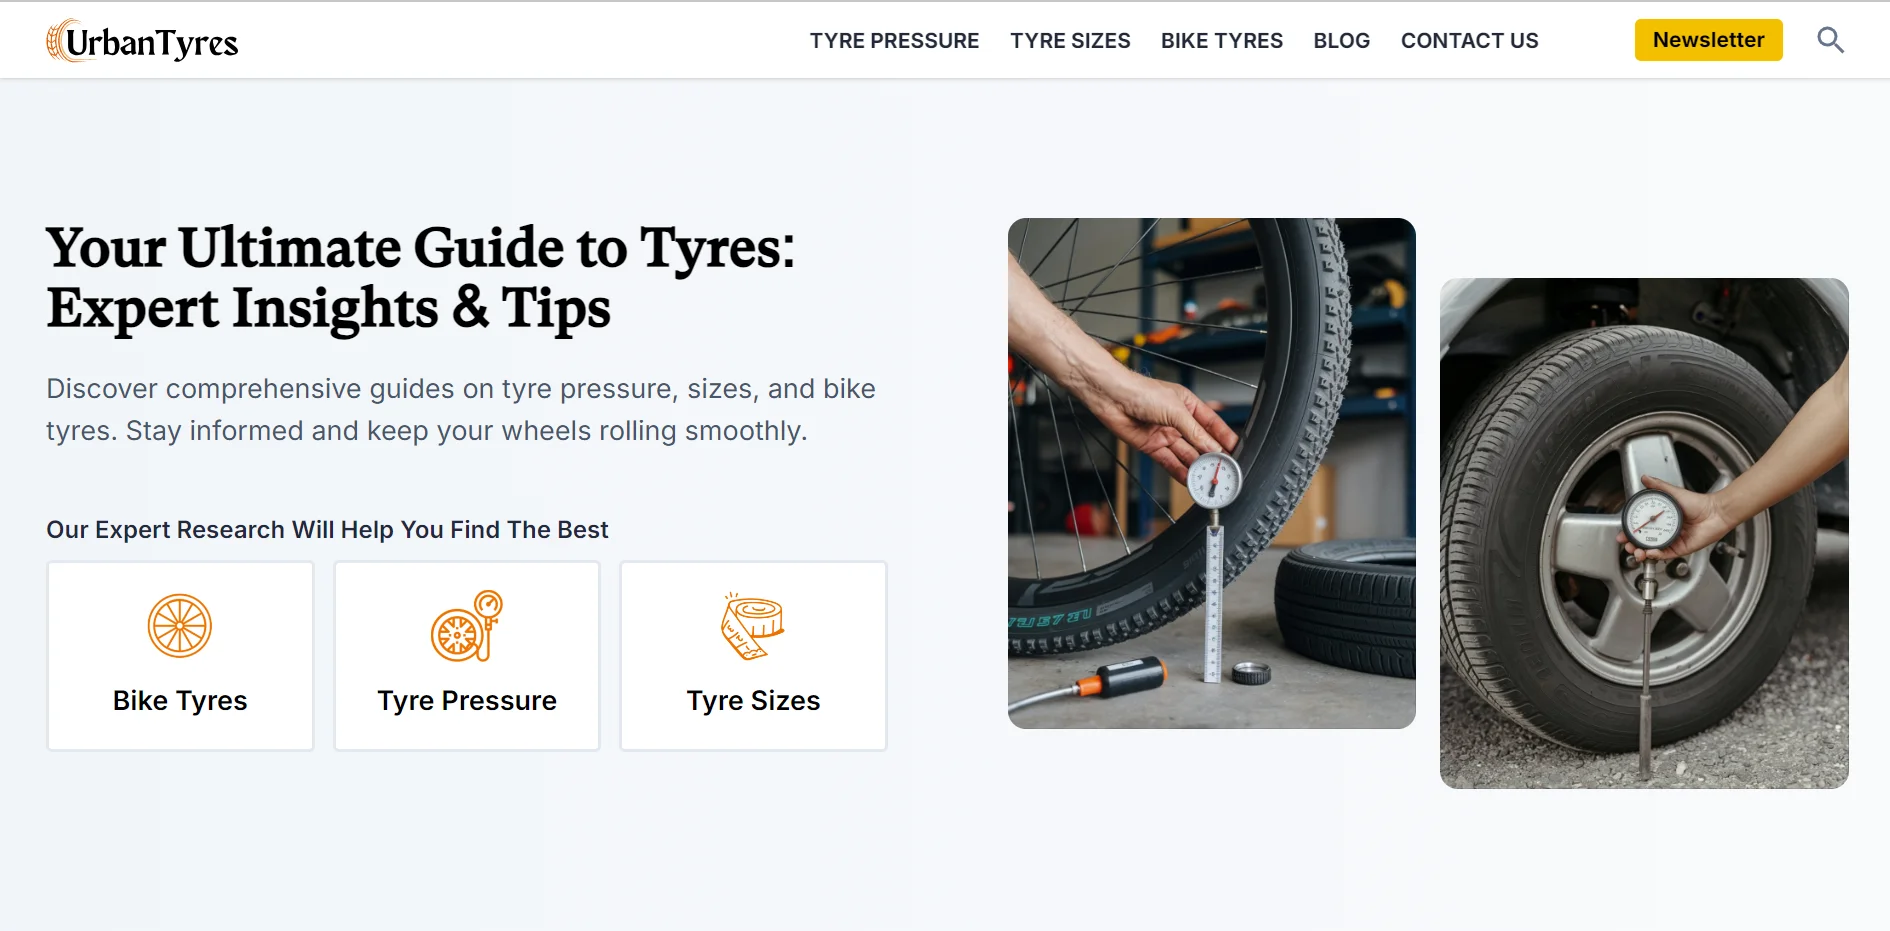 UrbanTyres
TYRE PRESSURE
TYRE SIZES
BIKE TYRES
BLOG
CONTACT US
Newsletter
Your Ultimate Guide to Tyres:
Expert Insights & Tips
Discover comprehensive guides on tyre pressure, sizes, and bike
tyres. Stay informed and keep your wheels rolling smoothly.
Our Expert Research Will Help You Find The Best
Bike Tyres
Tyre Pressure
Tyre Sizes